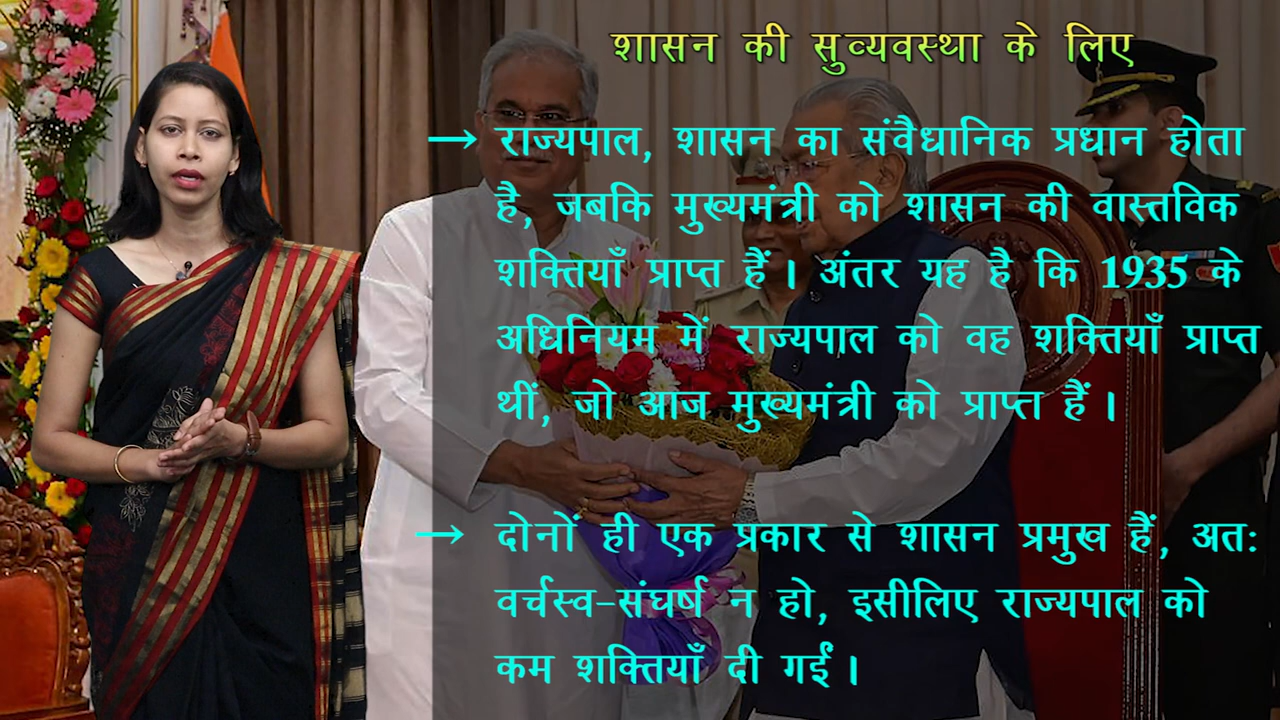 शासन की सुव्यवस्था के लिए
→ राज्यपाल, शासन का संवैधानिक प्रधान होता
है, जबकि मुख्यमंत्री को शासन की वास्तविक
शक्तियाँ प्राप्त हैं। अंतर यह है कि 1935 के
अधिनियम में राज्यपाल को वह शक्तियाँ प्राप्त
थीं, जो आज मुख्यमंत्री को प्राप्त हैं।
→ दोनों ही एक प्रकार से शासन प्रमुख हैं, अतः
वर्चस्व-संघर्ष न हो, इसीलिए राज्यपाल को
कम शक्तियाँ दी गईं।